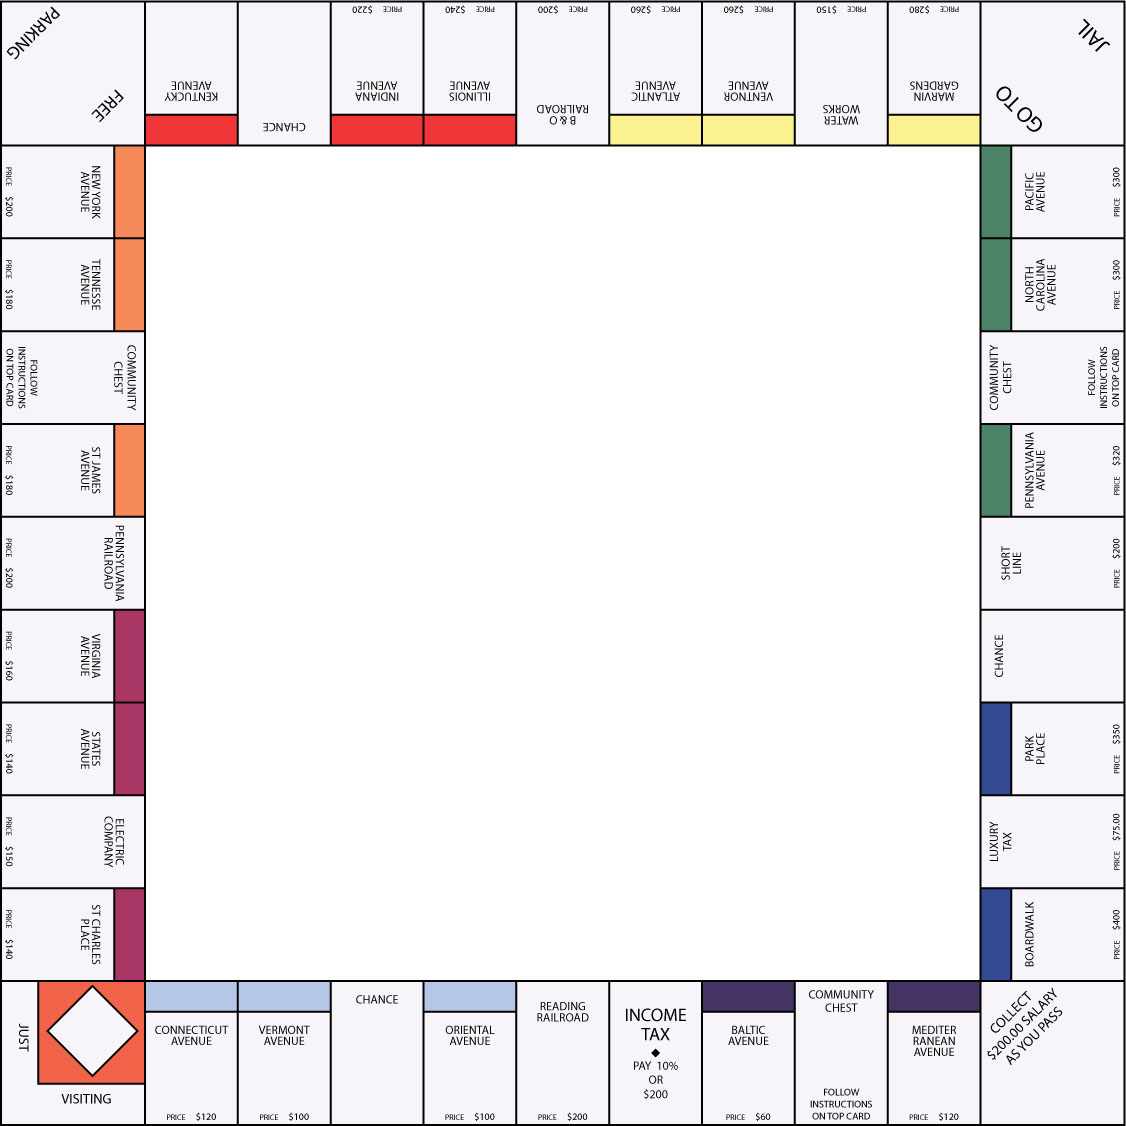 PARKING
FREE
KENTUCKY
AVENUE
CHANCE
INDIANA
AVENUE
PRICE $220
ILLINOIS
AVENUE
PRICE $240
B & O
RAILROAD
PRICE $200
ATLANTIC
AVENUE
PRICE $260
VENTNOR
AVENUE
PRICE $260
WATER
WORKS
PRICE $150
MARVIN
GARDENS
PRICE $280
GO TO
JAIL
NEW YORK
AVENUE
PRICE $200
TENNESSE
AVENUE
PRICE $180
COMMUNITY
CHEST
FOLLOW
INSTRUCTIONS
ON TOP CARD
ST JAMES
AVENUE
PRICE $180
PENNSYLVANIA
RAILROAD
PRICE $200
VIRGINIA
AVENUE
PRICE $160
STATES
AVENUE
PRICE $140
ELECTRIC
COMPANY
PRICE $150
ST CHARLES
PLACE
PRICE $140
PACIFIC
AVENUE
PRICE $300
NORTH
CAROLINA
AVENUE
PRICE $300
COMMUNITY
CHEST
FOLLOW
INSTRUCTIONS
ON TOP CARD
PENNSYLVANIA
AVENUE
PRICE $320
SHORT
LINE
PRICE $200
CHANCE
PARK
PLACE
PRICE $350
LUXURY
TAX
PRICE $75.00
BOARDWALK
PRICE $400
JUST
VISITING
CONNECTICUT
AVENUE
PRICE $120
VERMONT
AVENUE
PRICE $100
CHANCE
ORIENTAL
AVENUE
PRICE $100
READING
RAILROAD
PRICE $200
INCOME
TAX
◆
PAY 10%
OR
$200
BALTIC
AVENUE
PRICE $60
COMMUNITY
CHEST
FOLLOW
INSTRUCTIONS
ON TOP CARD
MEDITER
RANEAN
AVENUE
PRICE $120
COLLECT
$200.00 SALARY
AS YOU PASS